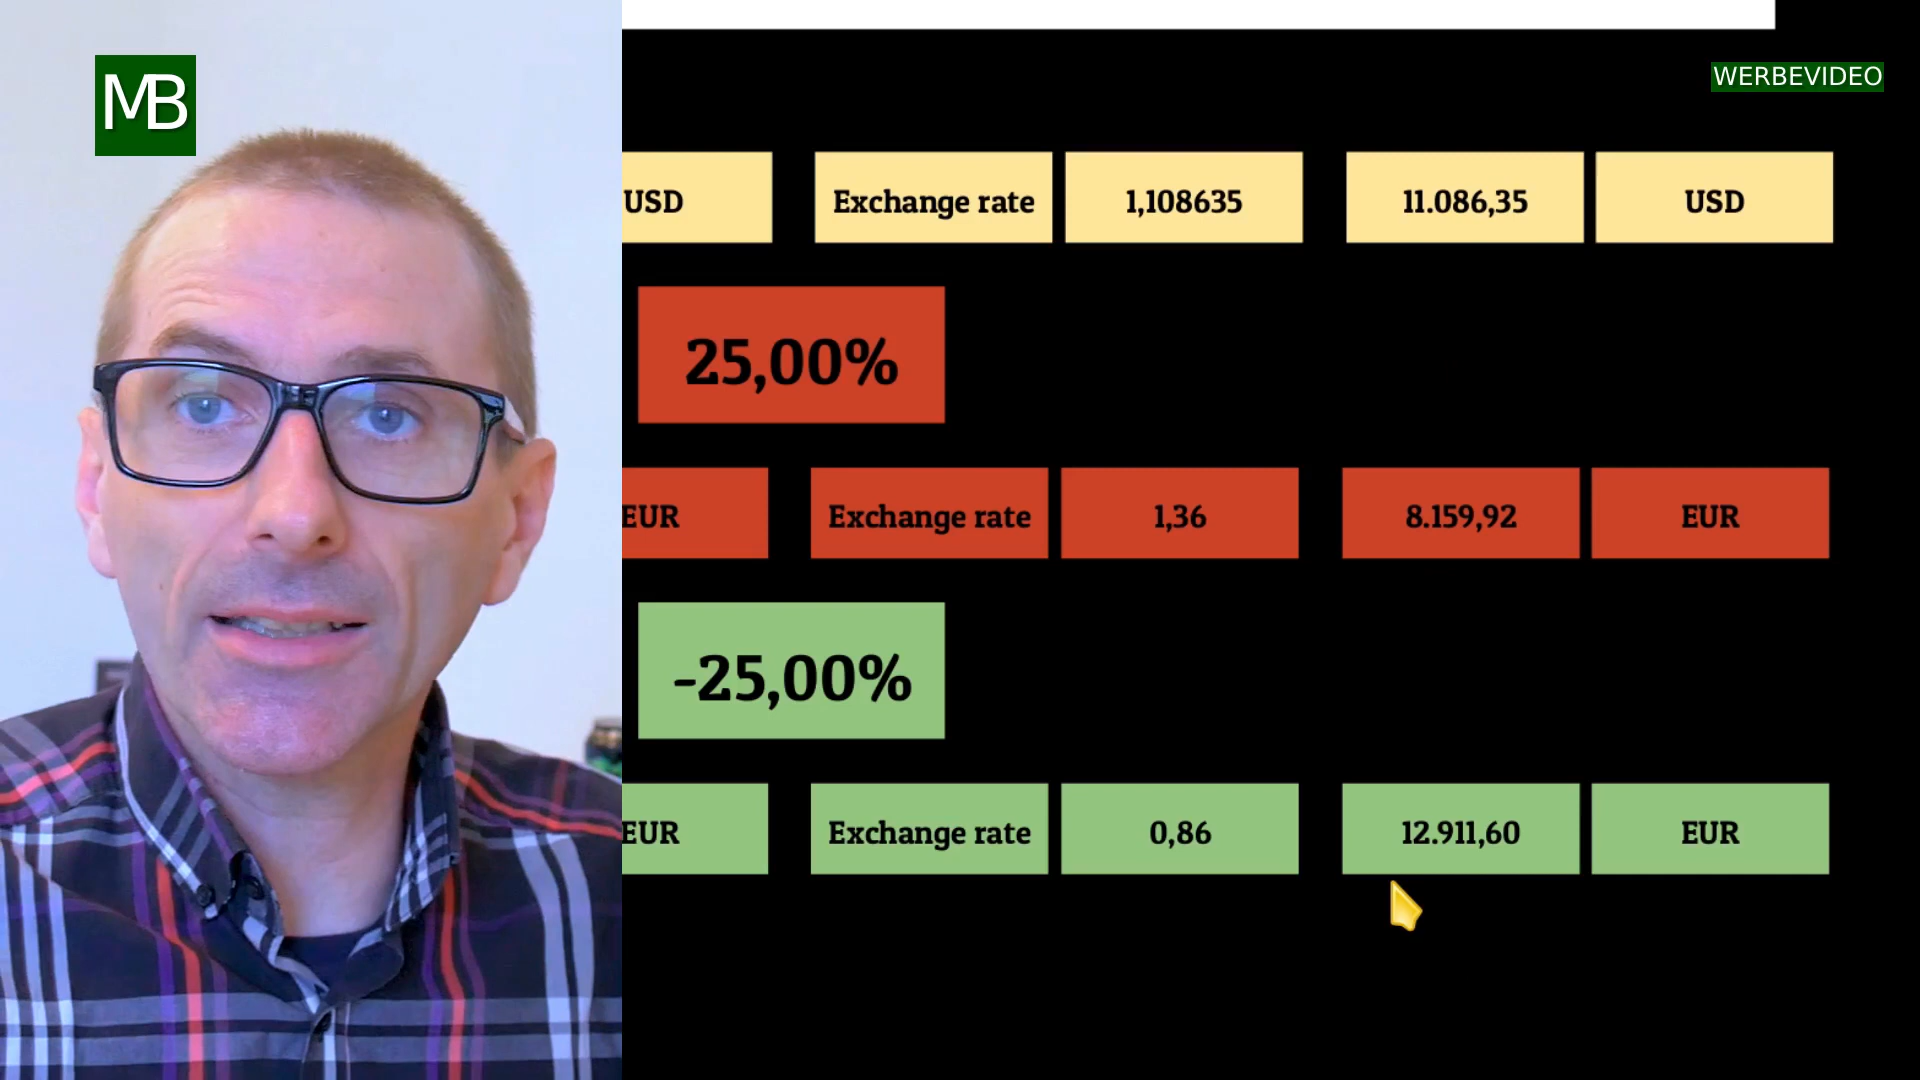 MB
WERBEVIDEO
USD Exchange rate 1,108635 11.086,35 USD
25,00%
EUR Exchange rate 1,36 8.159,92 EUR
-25,00%
EUR Exchange rate 0,86 12.911,60 EUR